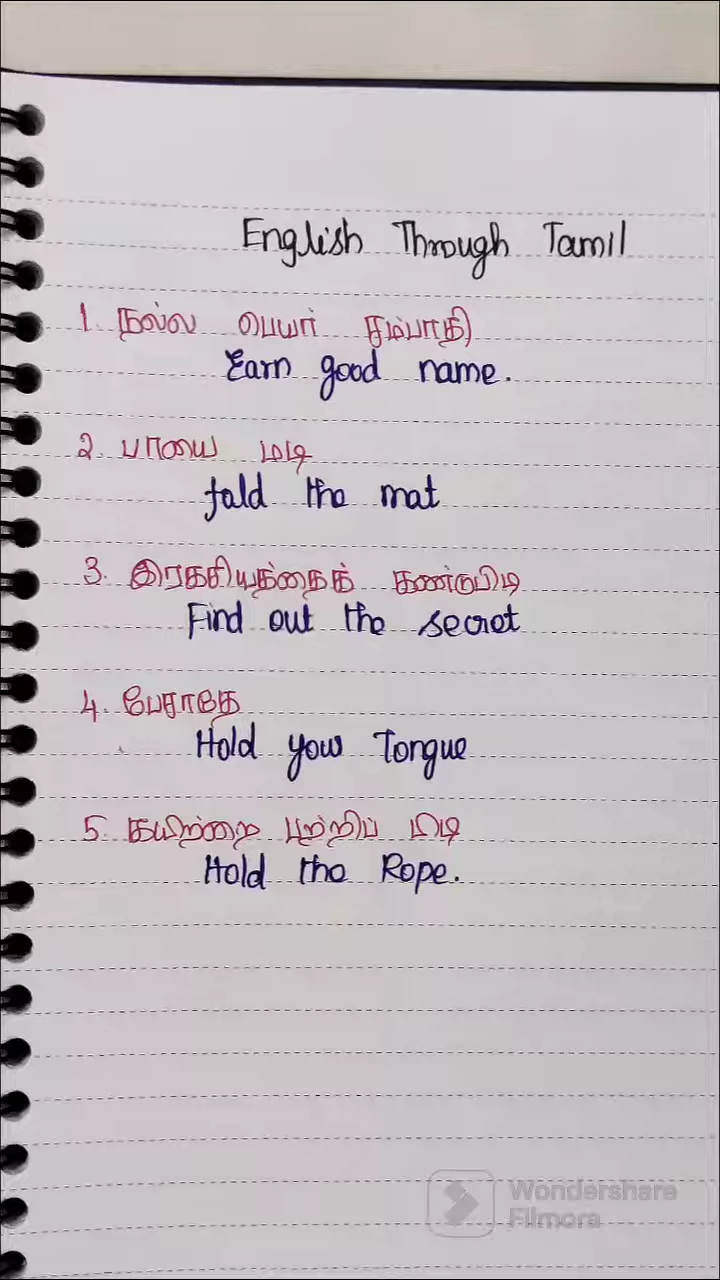 English Through Tamil
1. நல்ல பெயர் சம்பாதி
Earn good name.
2. பாயை மடி
fold the mat
3. இரகசியத்தைக் கண்டுபிடி
Find out the secret
4. பேசாதே
Hold your Tongue
5. கயிற்றை பற்றிப் பிடி
Hold the Rope.
Wondershare
Filmora